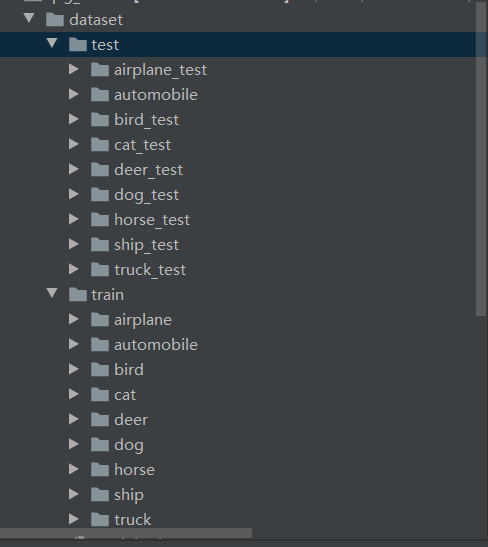 dataset
test
airplane_test
automobile
bird_test
cat_test
deer_test
dog_test
horse_test
ship_test
truck_test
train
airplane
automobile
bird
cat
deer
dog
horse
ship
truck